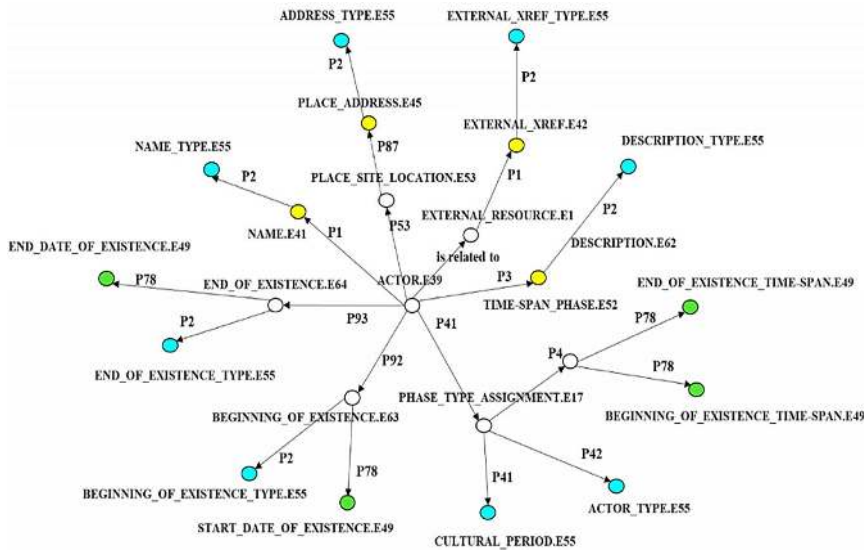 ADDRESS_TYPE.E55
EXTERNAL_XREF_TYPE.E55
P2
P2
PLACE_ADDRESS.E45
EXTERNAL_XREF.E42
DESCRIPTION_TYPE.E55
NAME_TYPE.E55
P87
P1
P2
PLACE_SITE_LOCATION.E53
P2
EXTERNAL_RESOURCE.E1
P53
NAME.E41
P1
DESCRIPTION.E62
END_DATE_OF_EXISTENCE.E49
is related to
P78
END_OF_EXISTENCE.E64
ACTOR.E39
P3
END_OF_EXISTENCE_TIME-SPAN.E49
TIME-SPAN_PHASE.E52
P2
P93
P41
P78
P4
P92
P78
END_OF_EXISTENCE_TYPE.E55
PHASE_TYPE_ASSIGNMENT.E17
BEGINNING_OF_EXISTENCE.E63
BEGINNING_OF_EXISTENCE_TIME-SPAN.E49
P2
P78
P42
P41
BEGINNING_OF_EXISTENCE_TYPE.E55
ACTOR_TYPE.E55
START_DATE_OF_EXISTENCE.E49
CULTURAL_PERIOD.E55